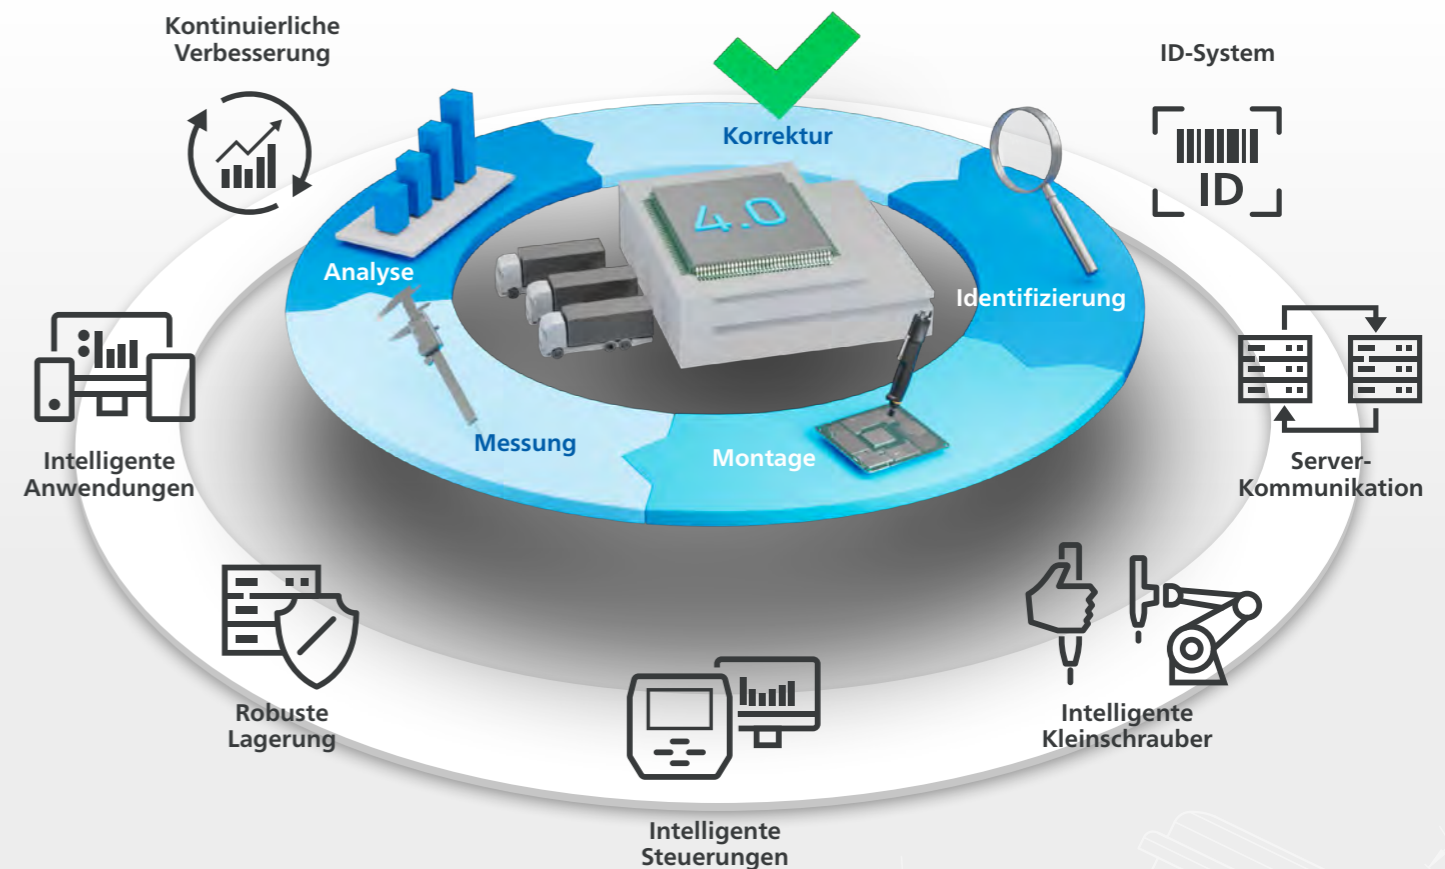 Kontinuierliche
Verbesserung
ID-System
Korrektur
ID
4.0
Analyse
Identifizierung
Messung
Montage
Intelligente
Anwendungen
Server-
Kommunikation
Robuste
Lagerung
Intelligente
Kleinschrauber
Intelligente
Steuerungen